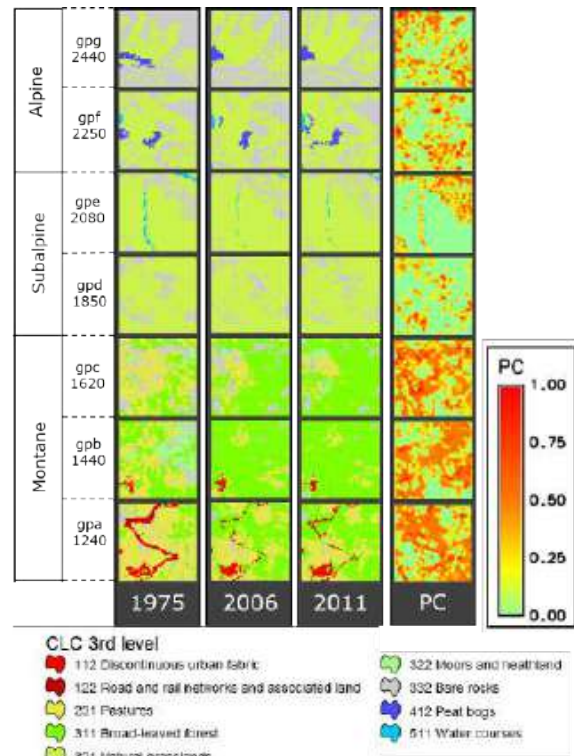 Alpine
gpg
2440
gpf
2250
Subalpine
gpe
2080
gpd
1850
Montane
gpc
1620
gpb
1440
gpa
1240
1975 2006 2011 PC
PC
1.00
0.75
0.50
0.25
0.00
CLC 3rd level
112 Discontinuous urban fabric
122 Road and rail networks and associated land
231 Pastures
311 Broad-leaved forest
321 Natural grasslands
322 Moors and heathland
332 Bare rocks
412 Peat bogs
511 Water courses